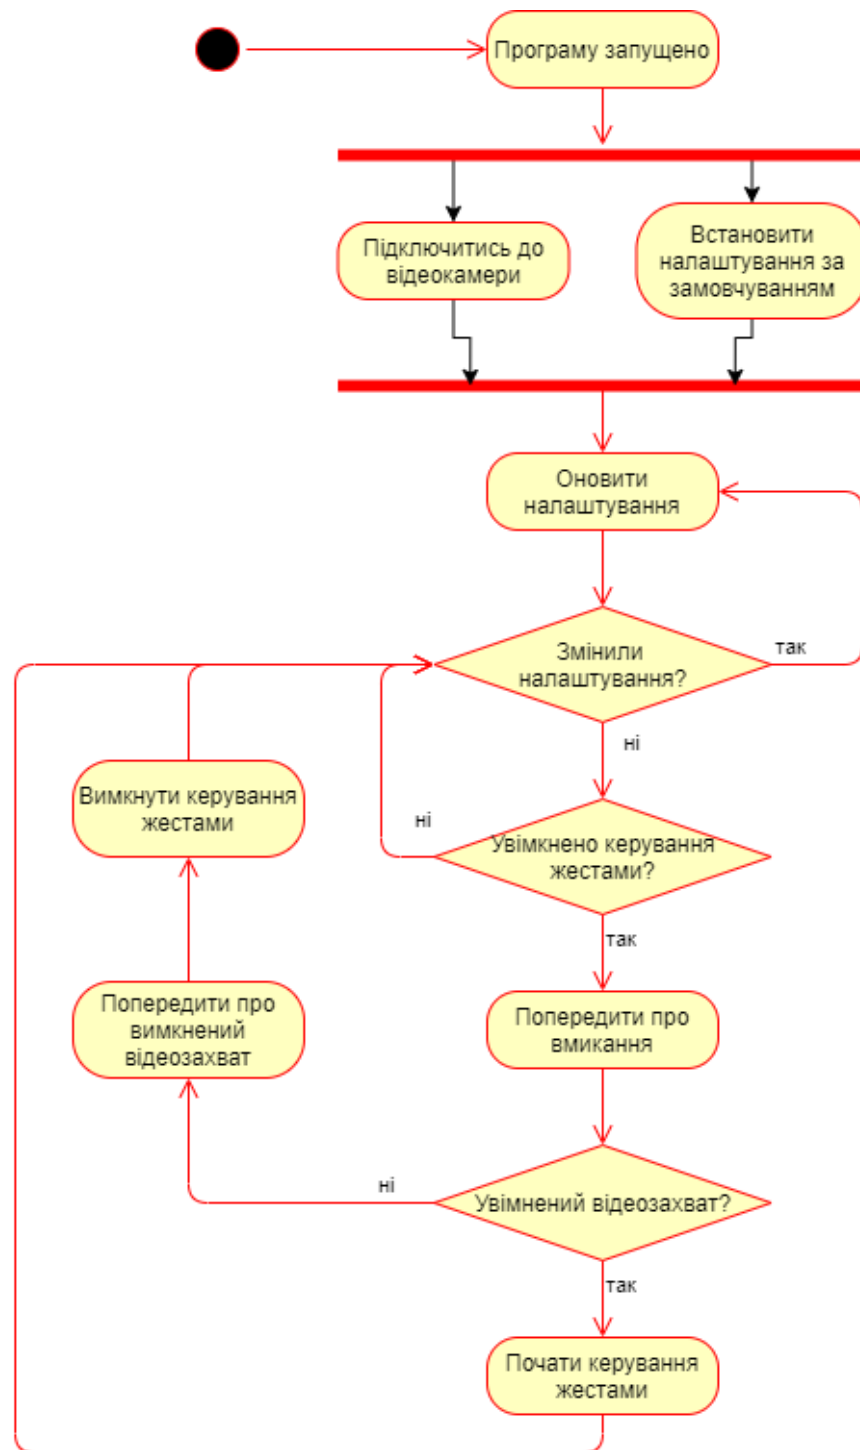 Програму запущено
Підключитись до
відеокамери
Встановити
налаштування за
замовчуванням
Оновити
налаштування
Змінили
налаштування?
так
ні
Вимкнути керування
жестами
ні
Увімкнено керування
жестами?
так
Попередити про
вимкнений
відеозахват
Попередити про
вмикання
ні
Увімнений відеозахват?
так
Почати керування
жестами